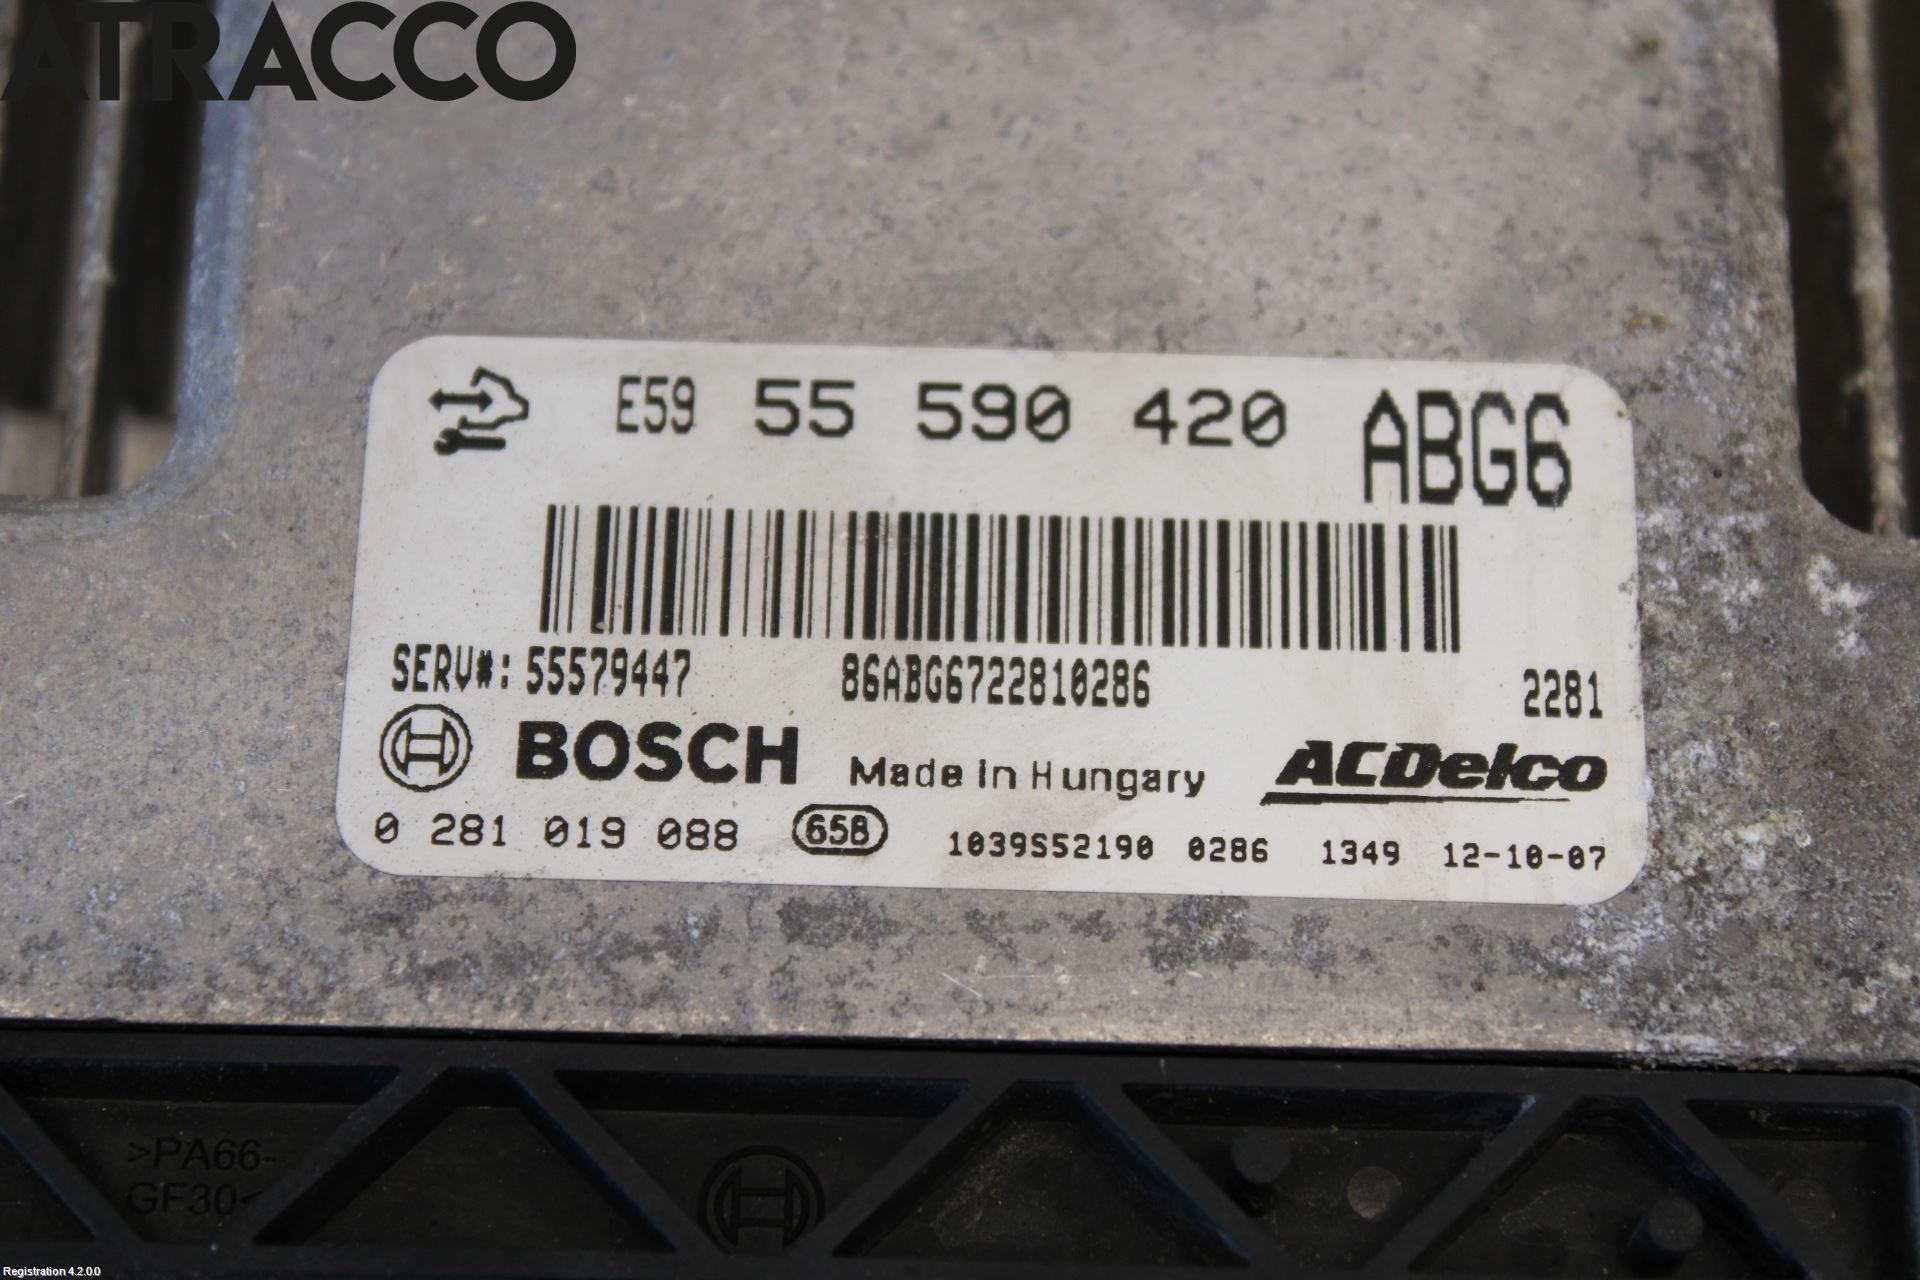 ATRACCO
E59 55 590 420 ABG6
SERV#: 55579447 86ABG6722810286 2281
BOSCH Made in Hungary ACDelco
0 281 019 088 65B 1039S52190 0286 1349 12-10-07
>PA66-
GF30<
Registration 4.2.0.0